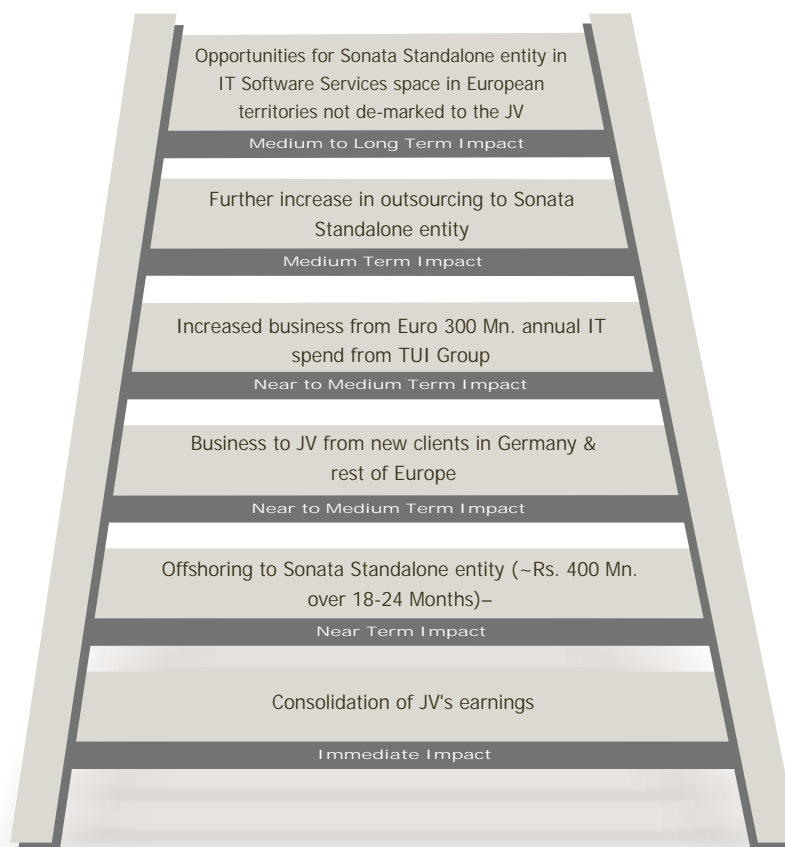 Opportunities for Sonata Standalone entity in
IT Software Services space in European
territories not de-marked to the JV
Medium to Long Term Impact
Further increase in outsourcing to Sonata
Standalone entity
Medium Term Impact
Increased business from Euro 300 Mn. annual IT
spend from TUI Group
Near to Medium Term Impact
Business to JV from new clients in Germany &
rest of Europe
Near to Medium Term Impact
Offshoring to Sonata Standalone entity (~Rs. 400 Mn.
over 18-24 Months)–
Near Term Impact
Consolidation of JV's earnings
Immediate Impact